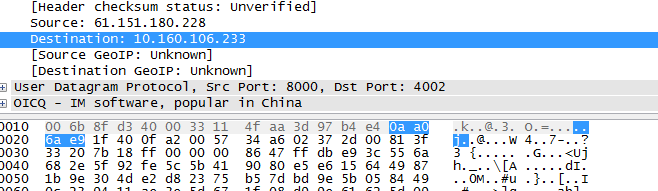 [Header checksum status: Unverified]
Source: 61.151.180.228
Destination: 10.160.106.233
[Source GeoIP: Unknown]
[Destination GeoIP: Unknown]
User Datagram Protocol, Src Port: 8000, Dst Port: 4002
OICQ - IM software, popular in China
0010 00 6b 8f d3 40 00 33 11 4f aa 3d 97 b4 e4 0a a0 .k..@.3. O.=.....
0020 6a e9 1f 40 0f a2 00 57 34 a6 02 37 2d 00 81 3f j..@...W 4..7-..?
0030 33 20 7b 18 ff 00 00 00 86 47 ff db e9 3c 55 6a 3 {..... .G...<Uj
0040 68 2e 5f 92 fe 5c 5b 41 90 80 e5 e6 15 64 49 87 h._..\[A .....dI.
0050 1b 9e 30 4d e2 d8 23 75 b5 7d bd 9e 5b 05 84 49 ..0M..#u .}..[..I